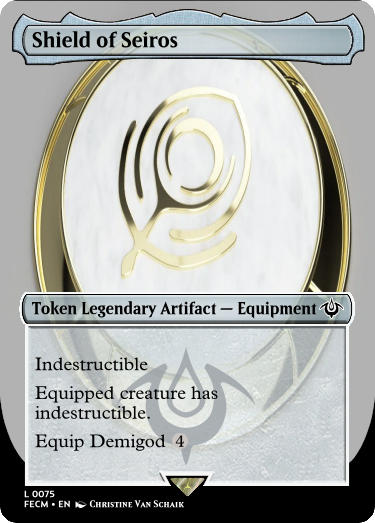 Shield of Seiros
Token Legendary Artifact — Equipment
Indestructible
Equipped creature has
indestructible.
Equip Demigod 4
L 0075
FECM • EN Christine Van Schaik